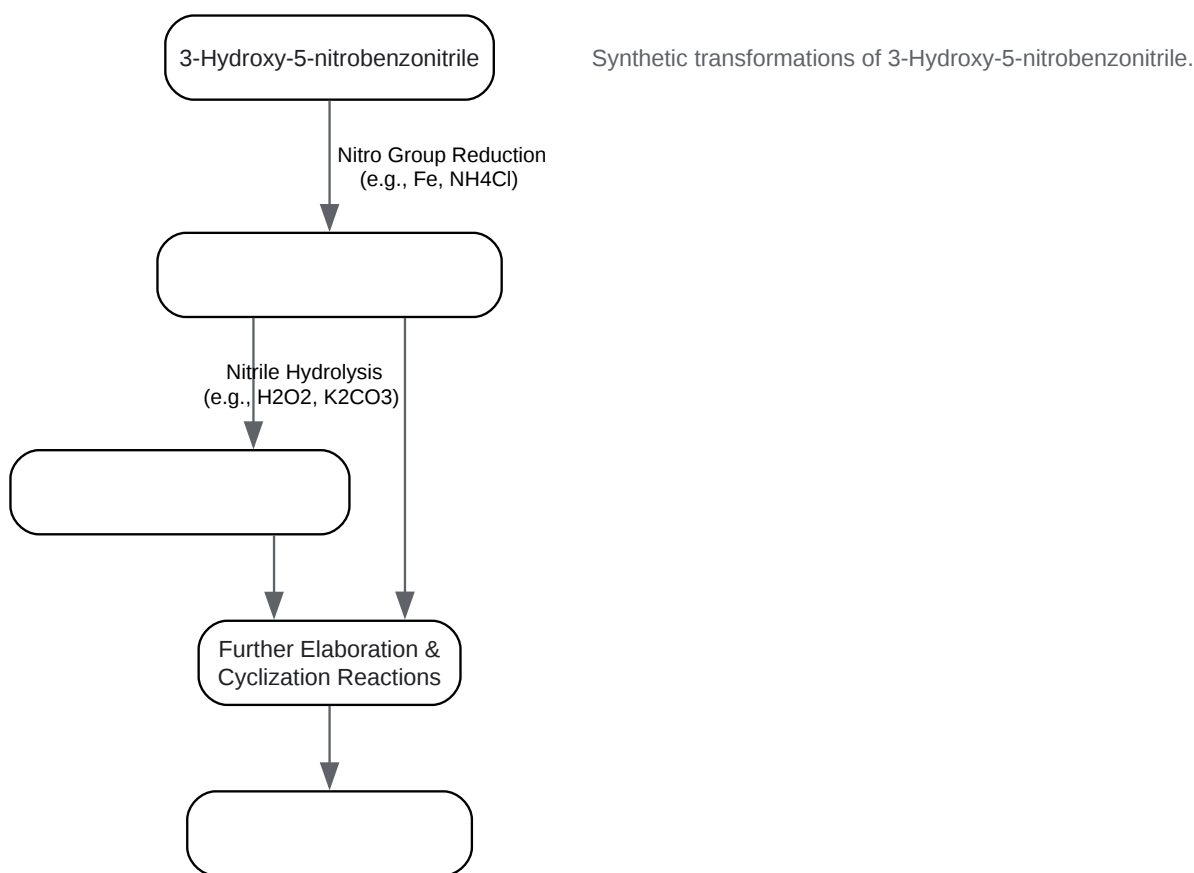 3-Hydroxy-5-nitrobenzonitrile
Synthetic transformations of 3-Hydroxy-5-nitrobenzonitrile.
Nitro Group Reduction
(e.g., Fe, NH4Cl)
Nitrile Hydrolysis
(e.g., H2O2, K2CO3)
Further Elaboration &
Cyclization Reactions